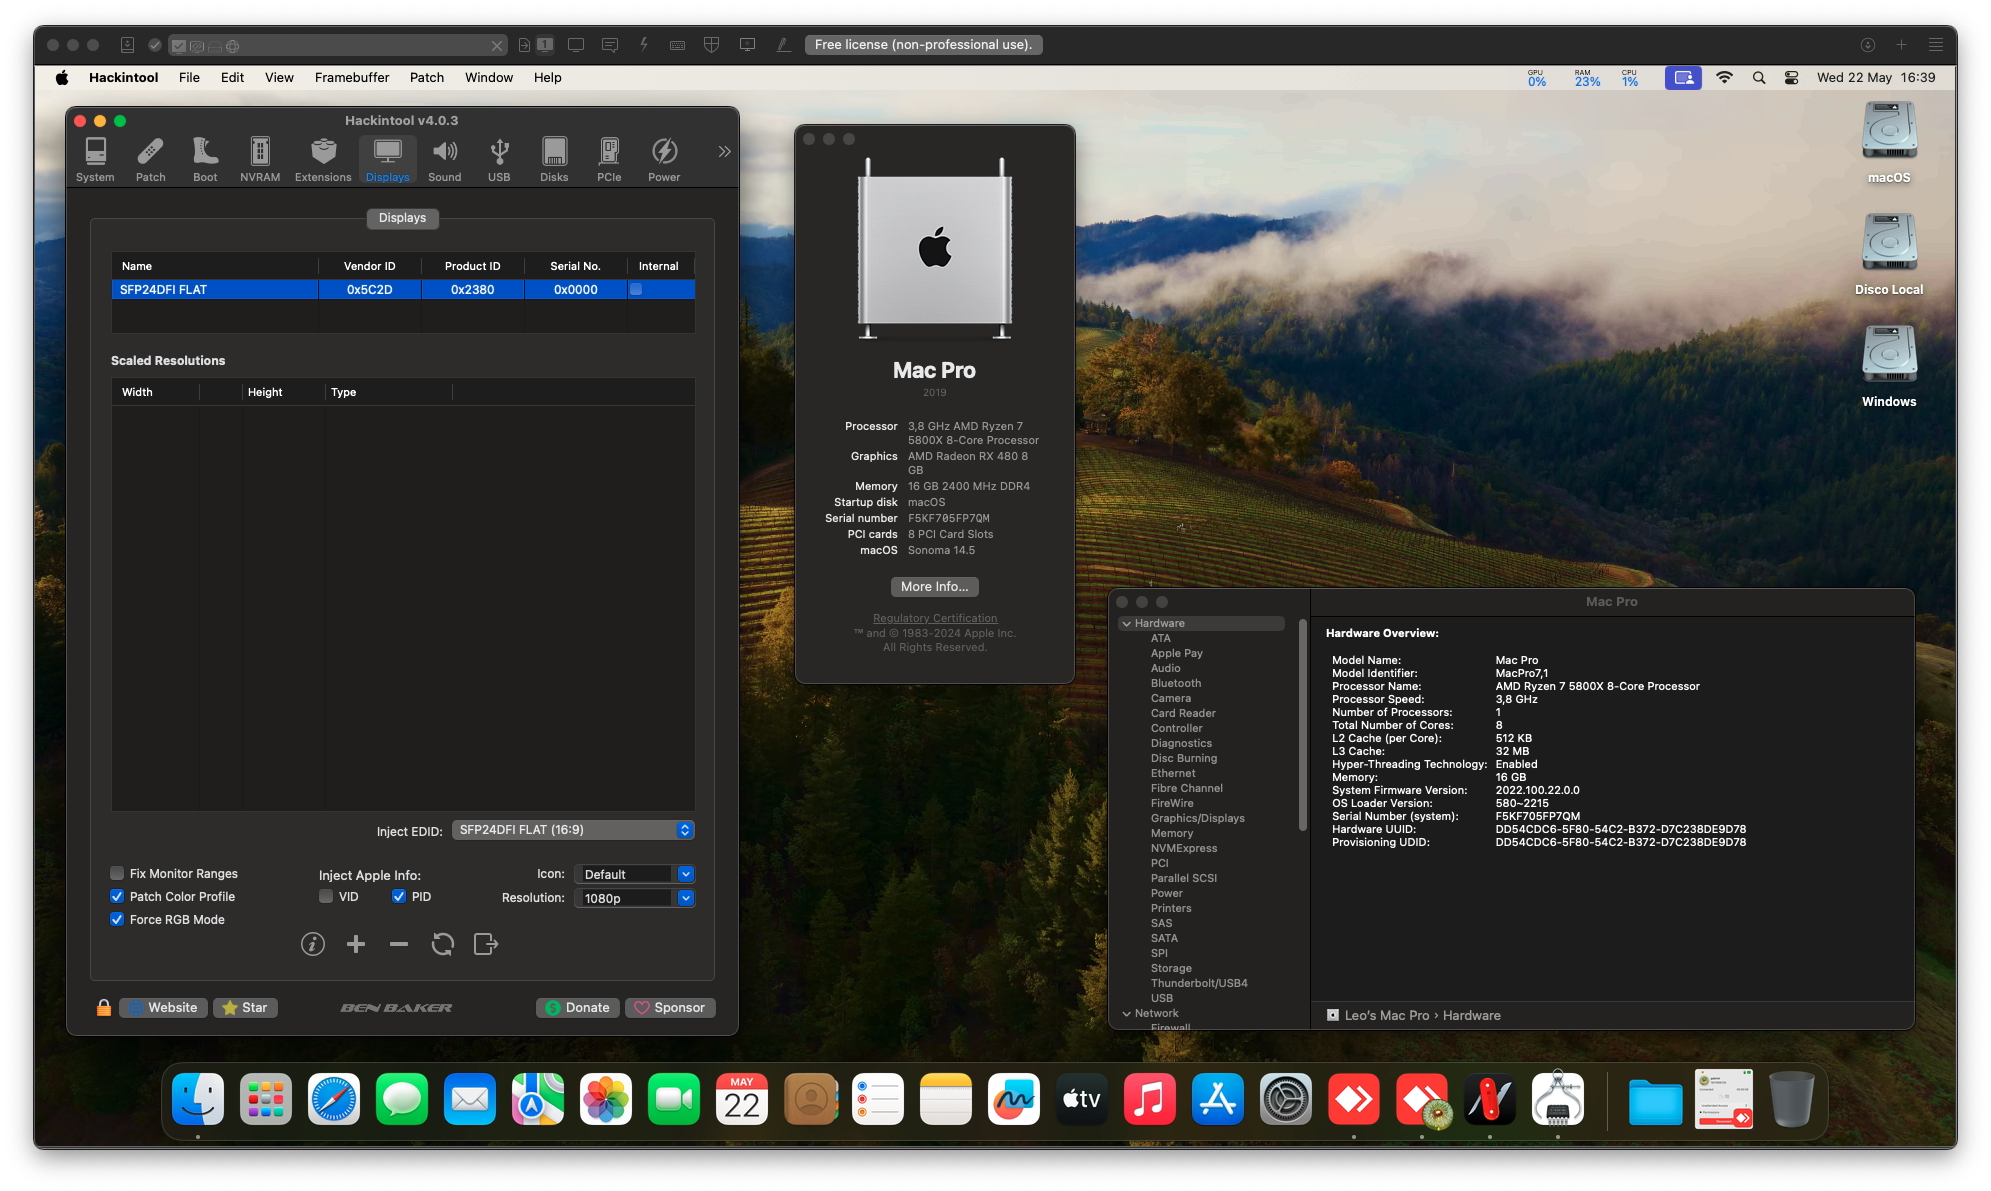 1
Free license (non-professional use).
Hackintool File Edit View Framebuffer Patch Window Help
GPU 0% RAM 23% CPU 1% Wed 22 May 16:39
Hackintool v4.0.3
System Patch Boot NVRAM Extensions Displays Sound USB Disks PCIe Power
Displays
Name Vendor ID Product ID Serial No. Internal
SFP24DFI FLAT 0x5C2D 0x2380 0x0000
Scaled Resolutions
Width Height Type
Inject EDID: SFP24DFI FLAT (16:9)
Fix Monitor Ranges
Patch Color Profile
Force RGB Mode
Inject Apple Info:
VID PID
Icon: Default
Resolution: 1080p
Website Star BEN BAKER Donate Sponsor
Mac Pro
2019
Processor 3,8 GHz AMD Ryzen 7
5800X 8-Core Processor
Graphics AMD Radeon RX 480 8
GB
Memory 16 GB 2400 MHz DDR4
Startup disk macOS
Serial number F5KF705FP7QM
PCI cards 8 PCI Card Slots
macOS Sonoma 14.5
More Info...
Regulatory Certification
™ and © 1983-2024 Apple Inc.
All Rights Reserved.
macOS
Disco Local
Windows
Mac Pro
Hardware
ATA
Apple Pay
Audio
Bluetooth
Camera
Card Reader
Controller
Diagnostics
Disc Burning
Ethernet
Fibre Channel
FireWire
Graphics/Displays
Memory
NVMExpress
PCI
Parallel SCSI
Power
Printers
SAS
SATA
SPI
Storage
Thunderbolt/USB4
USB
Network
Firewall
Hardware Overview:
Model Name: Mac Pro
Model Identifier: MacPro7,1
Processor Name: AMD Ryzen 7 5800X 8-Core Processor
Processor Speed: 3,8 GHz
Number of Processors: 1
Total Number of Cores: 8
L2 Cache (per Core): 512 KB
L3 Cache: 32 MB
Hyper-Threading Technology: Enabled
Memory: 16 GB
System Firmware Version: 2022.100.22.0.0
OS Loader Version: 580~2215
Serial Number (system): F5KF705FP7QM
Hardware UUID: DD54CDC6-5F80-54C2-B372-D7C238DE9D78
Provisioning UDID: DD54CDC6-5F80-54C2-B372-D7C238DE9D78
Leo's Mac Pro › Hardware
MAY
22
tv